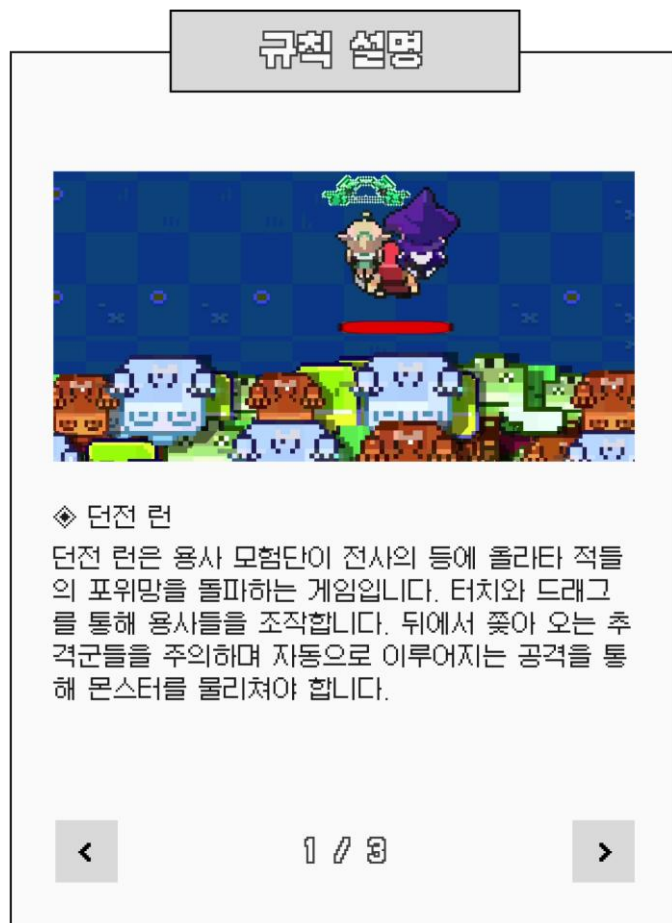 규칙 설명
◈ 던전 런
던전 런은 용사 모험단이 전사의 등에 올라타 적들
의 포위망을 돌파하는 게임입니다. 터치와 드래그
를 통해 용사들을 조작합니다. 뒤에서 쫓아 오는 추
격군들을 주의하며 자동으로 이루어지는 공격을 통
해 몬스터를 물리쳐야 합니다.
< 1 / 3 >